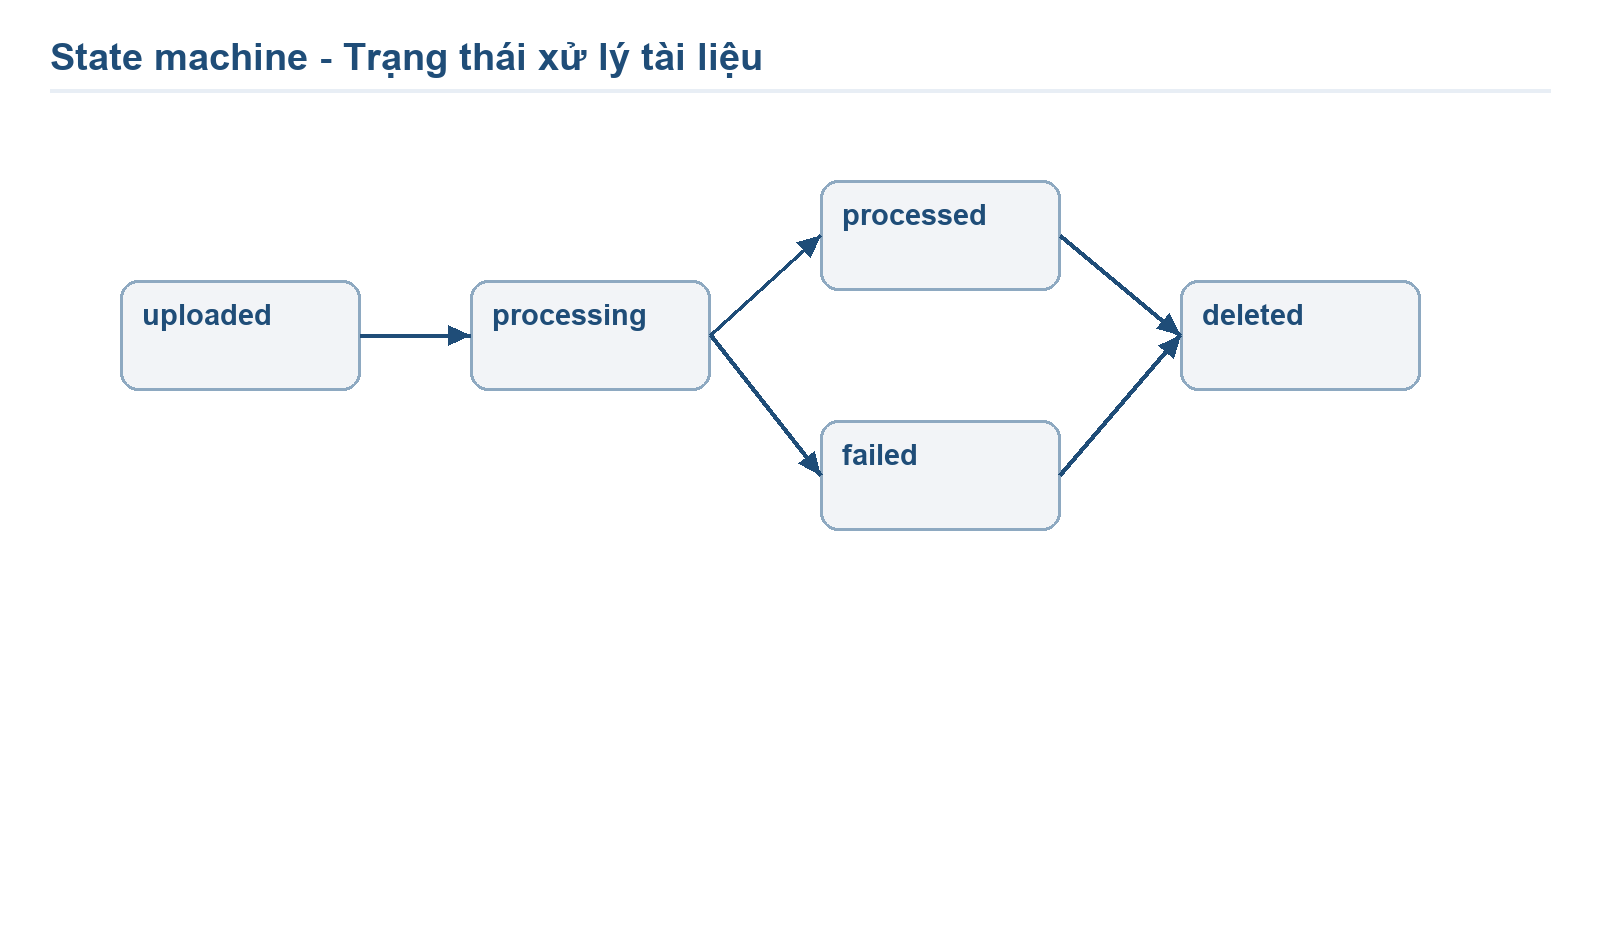 State machine - Trạng thái xử lý tài liệu
uploaded
processing
processed
failed
deleted